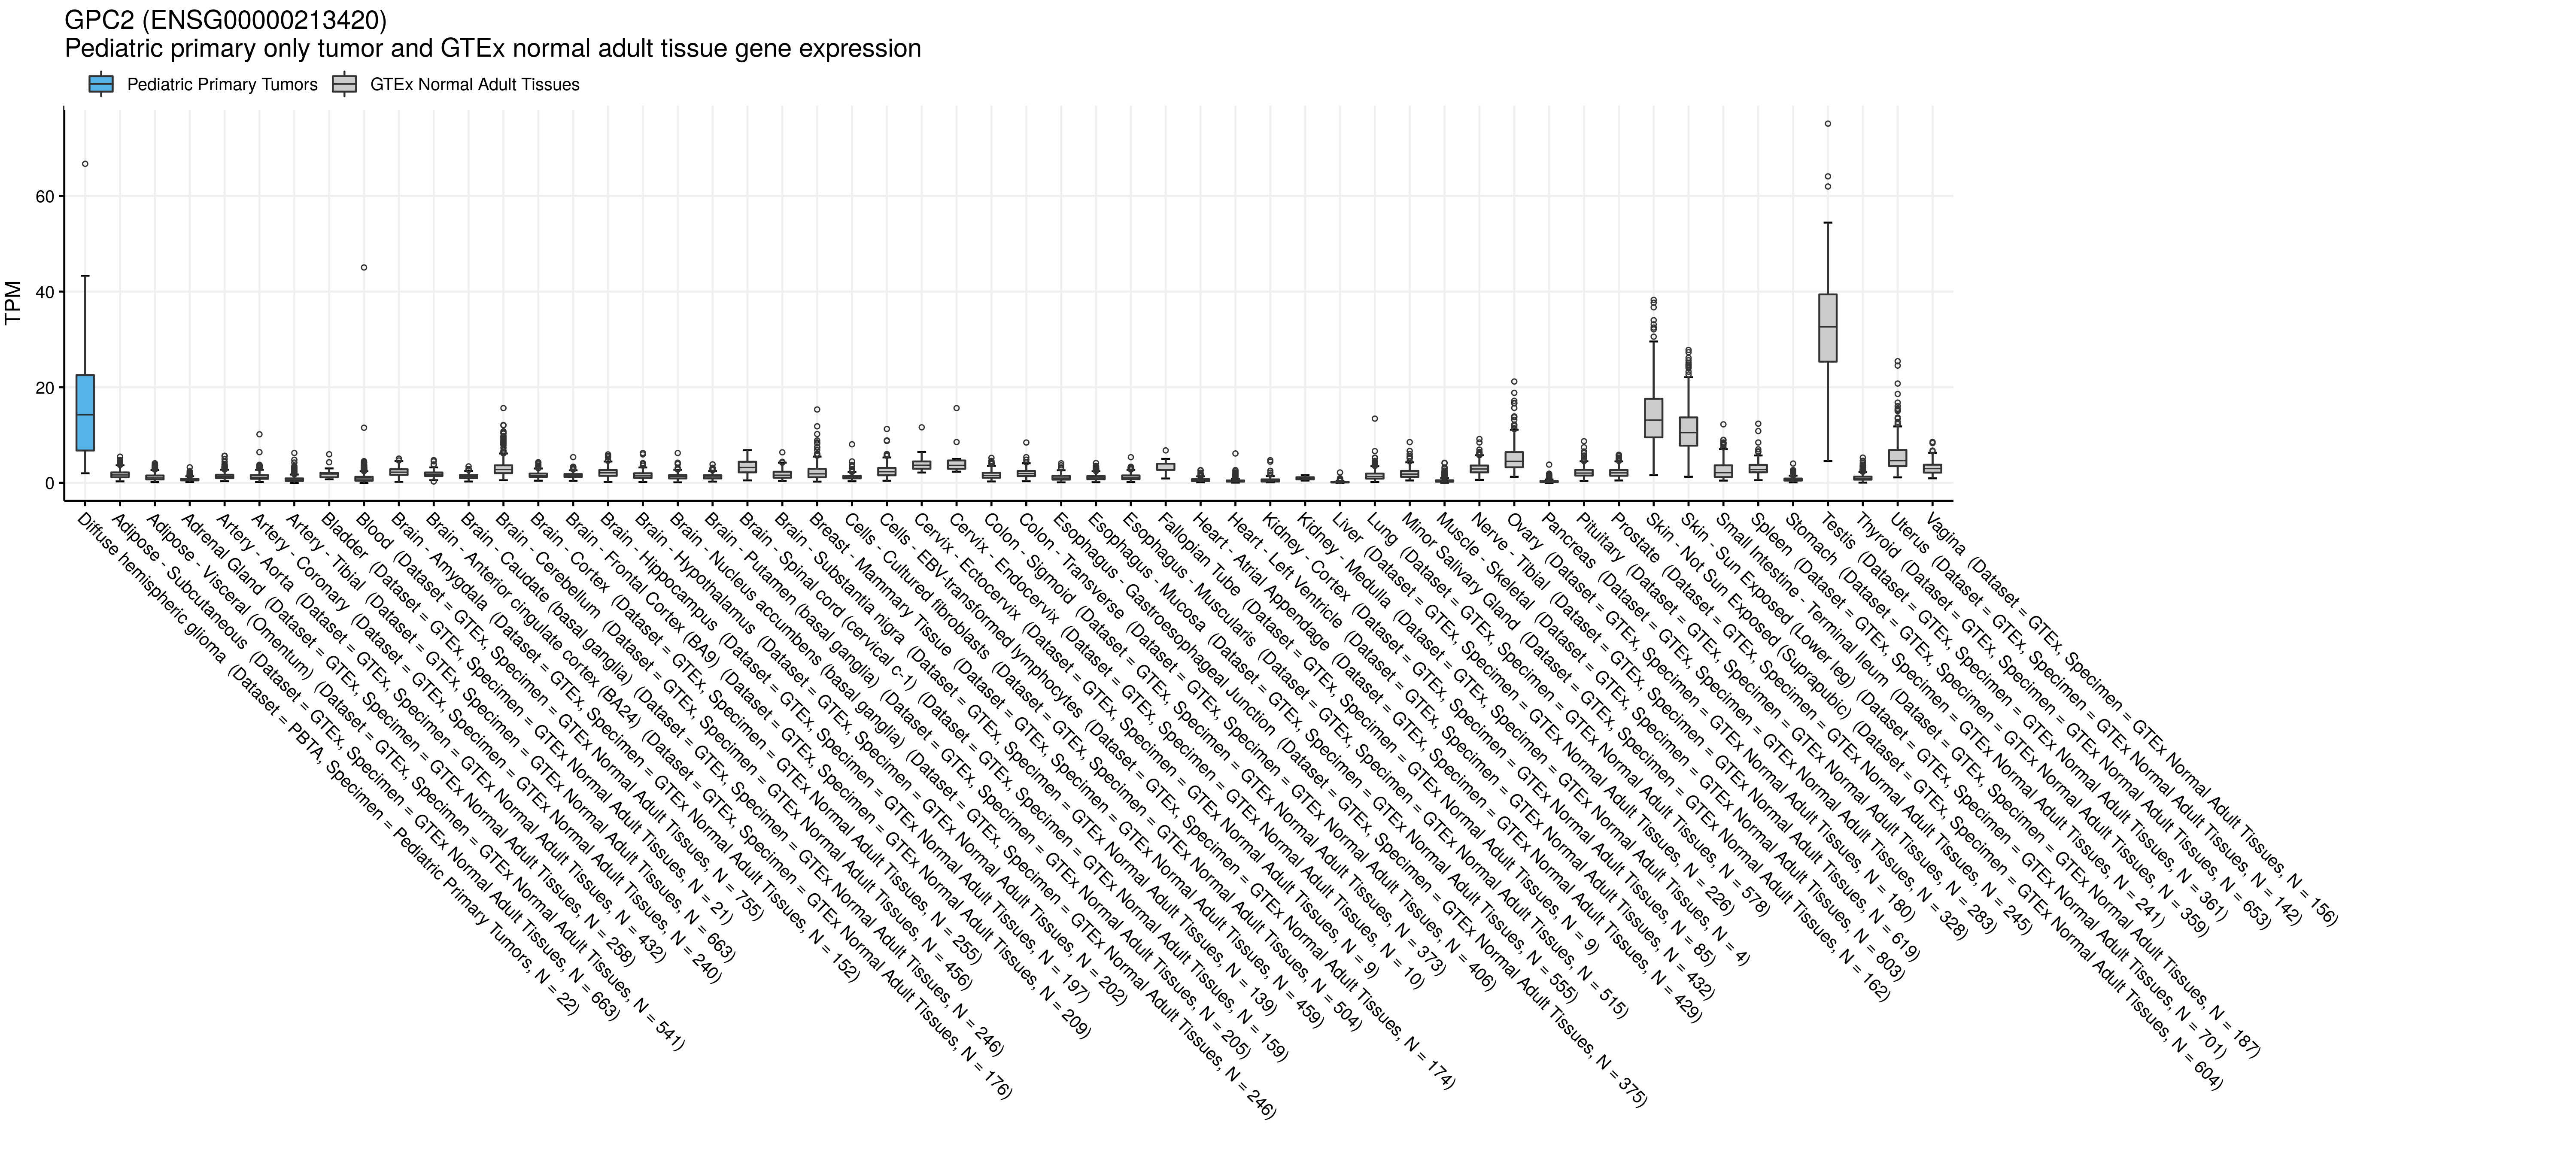 GPC2 (ENSG00000213420)
Pediatric primary only tumor and GTEx normal adult tissue gene expression
Pediatric Primary Tumors
GTEx Normal Adult Tissues
TPM
60
40
20
0
Diffuse hemispheric glioma (Dataset = PBTA, Specimen = Pediatric Primary Tumors, N = 22)
Adipose - Subcutaneous (Dataset = GTEx, Specimen = GTEx Normal Adult Tissues, N = 663)
Adipose - Visceral (Omentum) (Dataset = GTEx, Specimen = GTEx Normal Adult Tissues, N = 541)
Adrenal Gland (Dataset = GTEx, Specimen = GTEx Normal Adult Tissues, N = 258)
Artery - Aorta (Dataset = GTEx, Specimen = GTEx Normal Adult Tissues, N = 432)
Artery - Coronary (Dataset = GTEx, Specimen = GTEx Normal Adult Tissues, N = 240)
Artery - Tibial (Dataset = GTEx, Specimen = GTEx Normal Adult Tissues, N = 663)
Bladder (Dataset = GTEx, Specimen = GTEx Normal Adult Tissues, N = 21)
Blood (Dataset = GTEx, Specimen = GTEx Normal Adult Tissues, N = 755)
Brain - Amygdala (Dataset = GTEx, Specimen = GTEx Normal Adult Tissues, N = 152)
Brain - Anterior cingulate cortex (BA24) (Dataset = GTEx, Specimen = GTEx Normal Adult Tissues, N = 176)
Brain - Caudate (basal ganglia) (Dataset = GTEx, Specimen = GTEx Normal Adult Tissues, N = 246)
Brain - Cerebellum (Dataset = GTEx, Specimen = GTEx Normal Adult Tissues, N = 456)
Brain - Cortex (Dataset = GTEx, Specimen = GTEx Normal Adult Tissues, N = 255)
Brain - Frontal Cortex (BA9) (Dataset = GTEx, Specimen = GTEx Normal Adult Tissues, N = 209)
Brain - Hippocampus (Dataset = GTEx, Specimen = GTEx Normal Adult Tissues, N = 197)
Brain - Hypothalamus (Dataset = GTEx, Specimen = GTEx Normal Adult Tissues, N = 202)
Brain - Nucleus accumbens (basal ganglia) (Dataset = GTEx, Specimen = GTEx Normal Adult Tissues, N = 246)
Brain - Putamen (basal ganglia) (Dataset = GTEx, Specimen = GTEx Normal Adult Tissues, N = 205)
Brain - Spinal cord (cervical c-1) (Dataset = GTEx, Specimen = GTEx Normal Adult Tissues, N = 159)
Brain - Substantia nigra (Dataset = GTEx, Specimen = GTEx Normal Adult Tissues, N = 139)
Breast - Mammary Tissue (Dataset = GTEx, Specimen = GTEx Normal Adult Tissues, N = 459)
Cells - Cultured fibroblasts (Dataset = GTEx, Specimen = GTEx Normal Adult Tissues, N = 504)
Cells - EBV-transformed lymphocytes (Dataset = GTEx, Specimen = GTEx Normal Adult Tissues, N = 174)
Cervix - Ectocervix (Dataset = GTEx, Specimen = GTEx Normal Adult Tissues, N = 9)
Cervix - Endocervix (Dataset = GTEx, Specimen = GTEx Normal Adult Tissues, N = 10)
Colon - Sigmoid (Dataset = GTEx, Specimen = GTEx Normal Adult Tissues, N = 373)
Colon - Transverse (Dataset = GTEx, Specimen = GTEx Normal Adult Tissues, N = 406)
Esophagus - Gastroesophageal Junction (Dataset = GTEx, Specimen = GTEx Normal Adult Tissues, N = 375)
Esophagus - Mucosa (Dataset = GTEx, Specimen = GTEx Normal Adult Tissues, N = 555)
Esophagus - Muscularis (Dataset = GTEx, Specimen = GTEx Normal Adult Tissues, N = 515)
Fallopian Tube (Dataset = GTEx, Specimen = GTEx Normal Adult Tissues, N = 9)
Heart - Atrial Appendage (Dataset = GTEx, Specimen = GTEx Normal Adult Tissues, N = 429)
Heart - Left Ventricle (Dataset = GTEx, Specimen = GTEx Normal Adult Tissues, N = 432)
Kidney - Cortex (Dataset = GTEx, Specimen = GTEx Normal Adult Tissues, N = 85)
Kidney - Medulla (Dataset = GTEx, Specimen = GTEx Normal Adult Tissues, N = 4)
Liver (Dataset = GTEx, Specimen = GTEx Normal Adult Tissues, N = 226)
Lung (Dataset = GTEx, Specimen = GTEx Normal Adult Tissues, N = 578)
Minor Salivary Gland (Dataset = GTEx, Specimen = GTEx Normal Adult Tissues, N = 162)
Muscle - Skeletal (Dataset = GTEx, Specimen = GTEx Normal Adult Tissues, N = 803)
Nerve - Tibial (Dataset = GTEx, Specimen = GTEx Normal Adult Tissues, N = 619)
Ovary (Dataset = GTEx, Specimen = GTEx Normal Adult Tissues, N = 180)
Pancreas (Dataset = GTEx, Specimen = GTEx Normal Adult Tissues, N = 328)
Pituitary (Dataset = GTEx, Specimen = GTEx Normal Adult Tissues, N = 283)
Prostate (Dataset = GTEx, Specimen = GTEx Normal Adult Tissues, N = 245)
Skin - Not Sun Exposed (Suprapubic) (Dataset = GTEx, Specimen = GTEx Normal Adult Tissues, N = 604)
Skin - Sun Exposed (Lower leg) (Dataset = GTEx, Specimen = GTEx Normal Adult Tissues, N = 701)
Small Intestine - Terminal Ileum (Dataset = GTEx, Specimen = GTEx Normal Adult Tissues, N = 187)
Spleen (Dataset = GTEx, Specimen = GTEx Normal Adult Tissues, N = 241)
Stomach (Dataset = GTEx, Specimen = GTEx Normal Adult Tissues, N = 359)
Testis (Dataset = GTEx, Specimen = GTEx Normal Adult Tissues, N = 361)
Thyroid (Dataset = GTEx, Specimen = GTEx Normal Adult Tissues, N = 653)
Uterus (Dataset = GTEx, Specimen = GTEx Normal Adult Tissues, N = 142)
Vagina (Dataset = GTEx, Specimen = GTEx Normal Adult Tissues, N = 156)